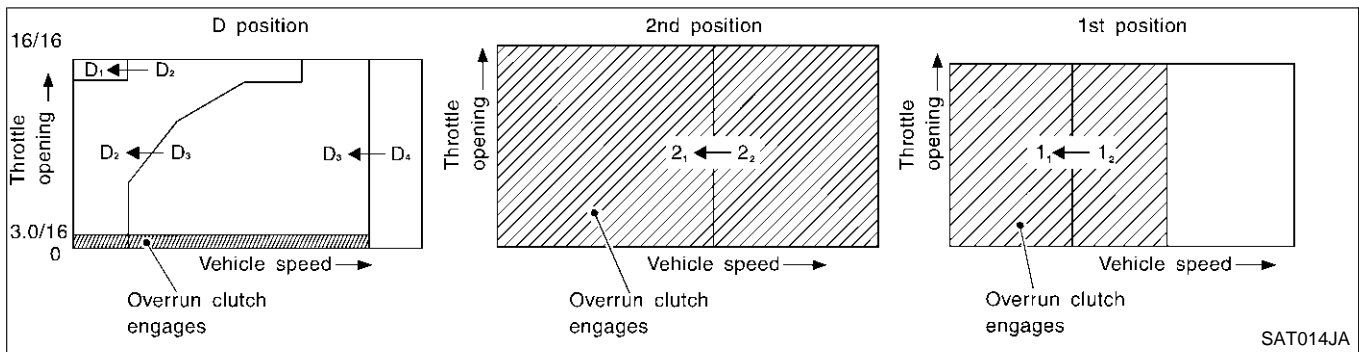 D position
16/16
Throttle opening
3.0/16
0
D₁ ← D₂
D₂ ← D₃
D₃ ← D₄
Vehicle speed
Overrun clutch
engages
2nd position
Throttle
opening
2₁ ← 2₂
Vehicle speed
Overrun clutch
engages
1st position
Throttle
opening
1₁ ← 1₂
Vehicle speed
Overrun clutch
engages
SAT014JA